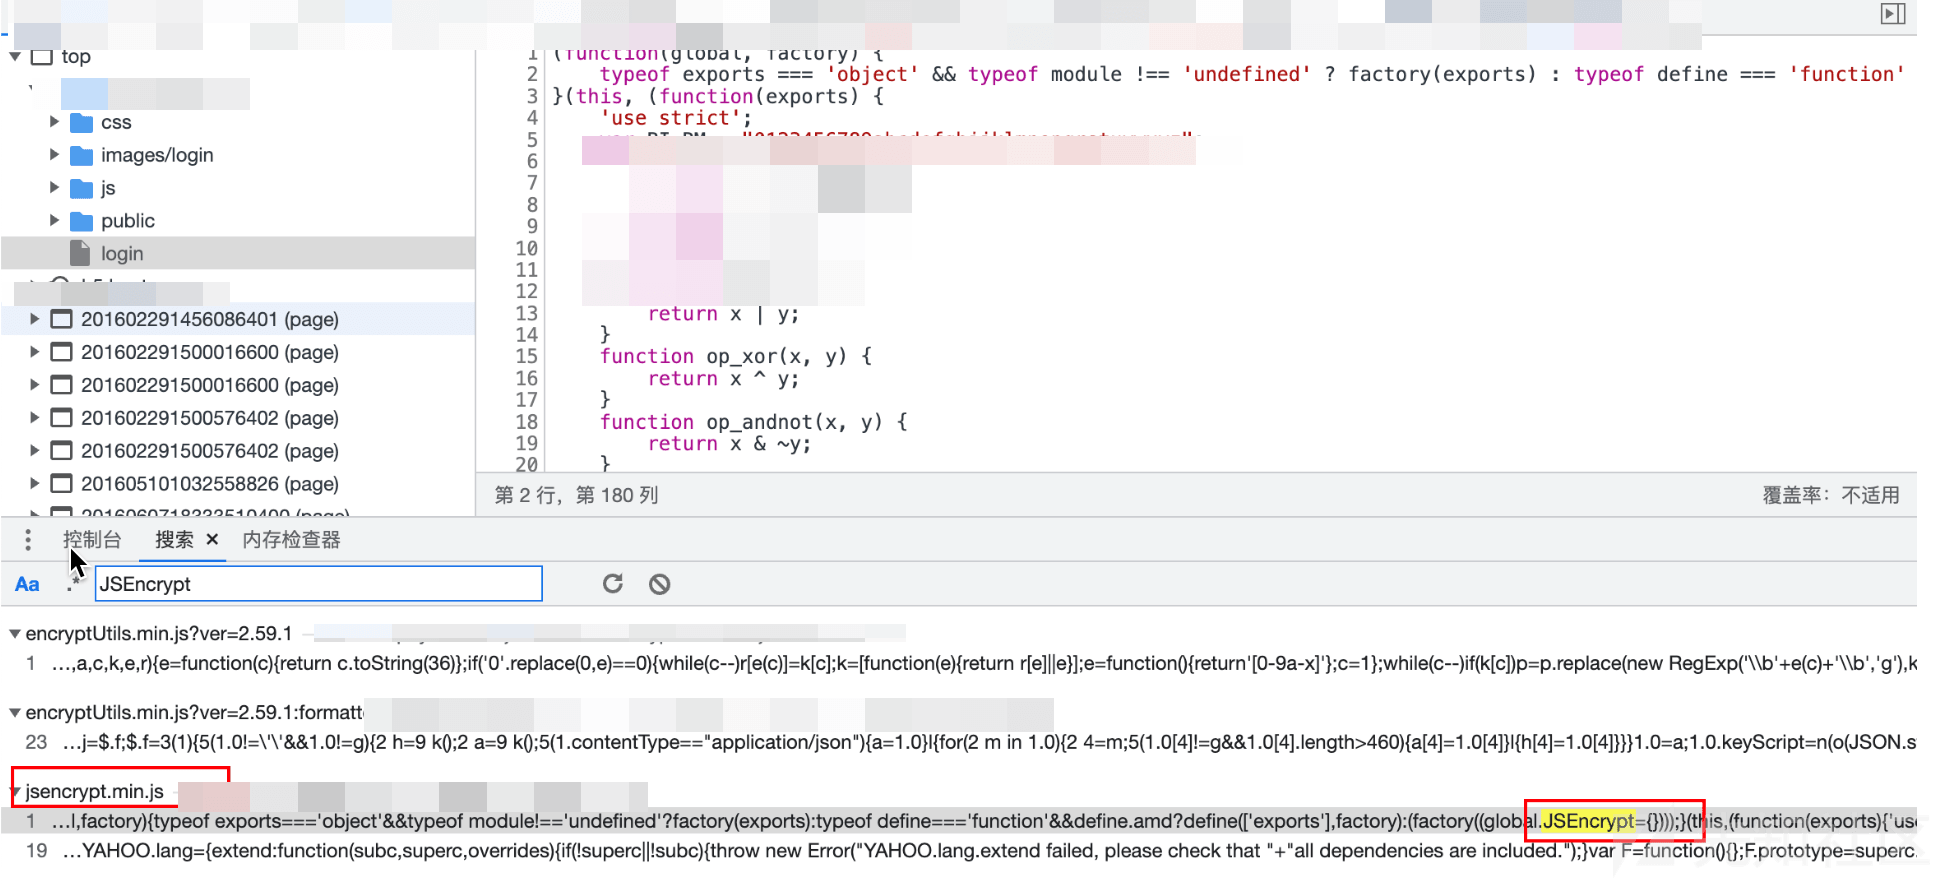 top
css
images/login
js
public
login
201602291456086401 (page)
201602291500016600 (page)
201602291500016600 (page)
201602291500576402 (page)
201602291500576402 (page)
201605101032558826 (page)
1 (function(global, factory) {
2 typeof exports === 'object' && typeof module !== 'undefined' ? factory(exports) : typeof define === 'function'
3 }(this, (function(exports) {
4 'use strict';
5
6
7
8
9
10
11
12
13 return x | y;
14 }
15 function op_xor(x, y) {
16 return x ^ y;
17 }
18 function op_andnot(x, y) {
19 return x & ~y;
20 }
第 2 行，第 180 列
覆盖率：不适用
控制台 搜索 × 内存检查器
Aa .* JSEncrypt
encryptUtils.min.js?ver=2.59.1
1 …,a,c,k,e,r){e=function(c){return c.toString(36)};if('0'.replace(0,e)==0){while(c--)r[e(c)]=k[c];k=[function(e){return r[e]||e}];e=function(){return'[0-9a-x]'};c=1};while(c--)if(k[c])p=p.replace(new RegExp('\\b'+e(c)+'\\b','g'),k
encryptUtils.min.js?ver=2.59.1:formatt
23 …j=$.f;$.f=3(1){5(1.0!=\'\'&&1.0!=g){2 h=9 k();2 a=9 k();5(1.contentType=="application/json"){a=1.0}l{for(2 m in 1.0){2 4=m;5(1.0[4]!=g&&1.0[4].length>460){a[4]=1.0[4]}l{h[4]=1.0[4]}}}1.0=a;1.0.keyScript=n(o(JSON.s
jsencrypt.min.js
1 …l,factory){typeof exports==='object'&&typeof module!=='undefined'?factory(exports):typeof define==='function'&&define.amd?define(['exports'],factory):(factory((global.JSEncrypt={})));}(this,(function(exports){'use
19 …YAHOO.lang={extend:function(subc,superc,overrides){if(!superc||!subc){throw new Error("YAHOO.lang.extend failed, please check that "+"all dependencies are included.");}var F=function(){};F.prototype=superc.